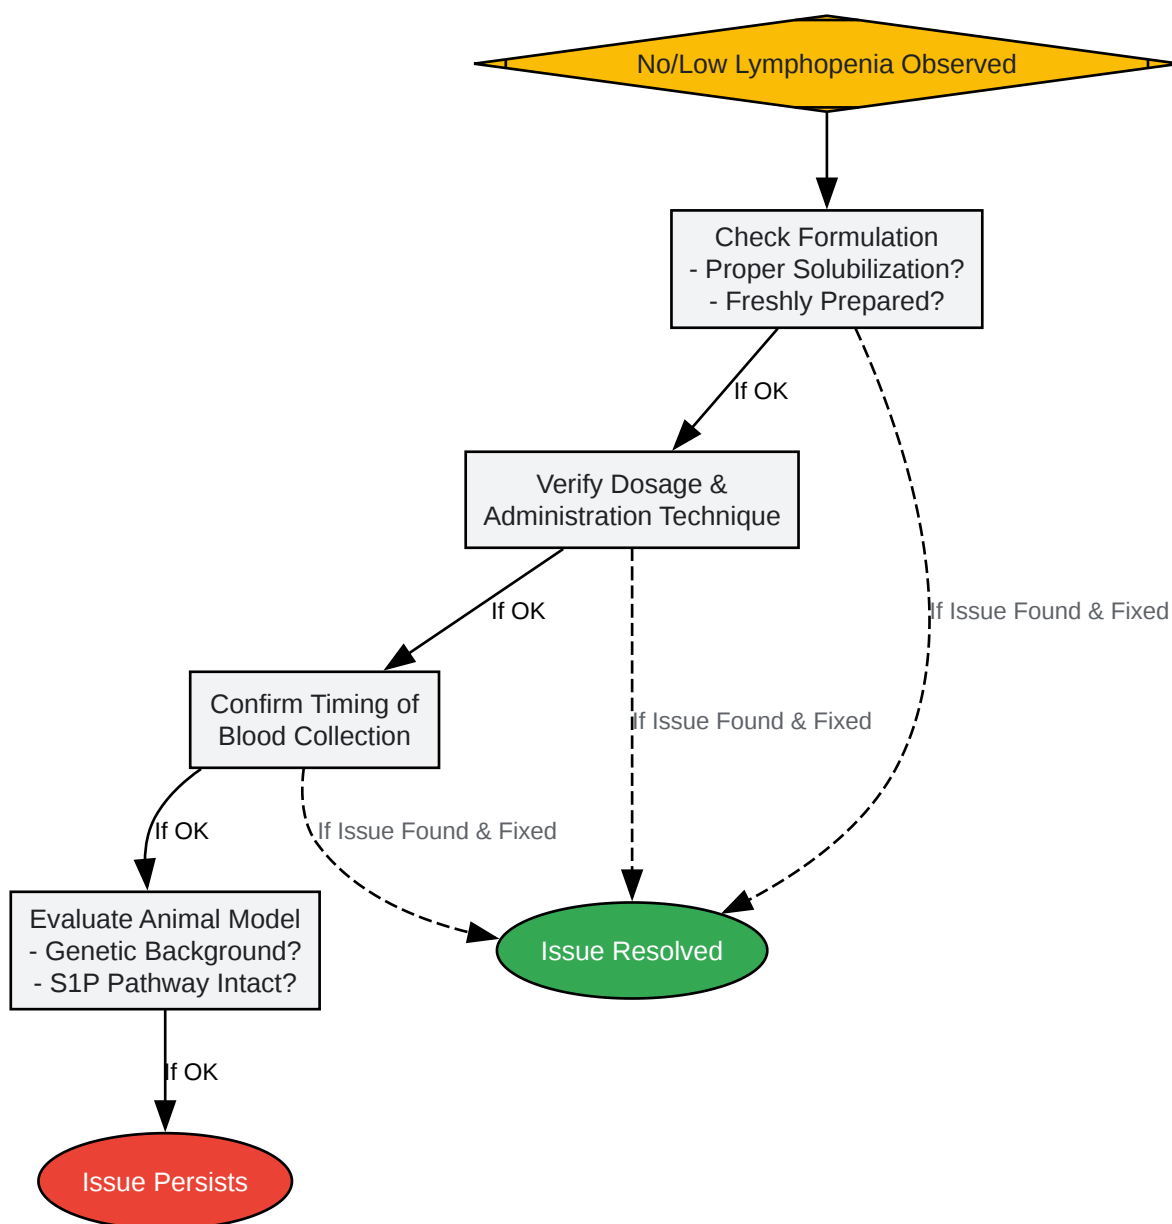 No/Low Lymphopenia Observed
Check Formulation
- Proper Solubilization?
- Freshly Prepared?
If OK
Verify Dosage &
Administration Technique
If OK
If Issue Found & Fixed
Confirm Timing of
Blood Collection
If Issue Found & Fixed
If OK
If Issue Found & Fixed
Evaluate Animal Model
- Genetic Background?
- S1P Pathway Intact?
Issue Resolved
If OK
Issue Persists